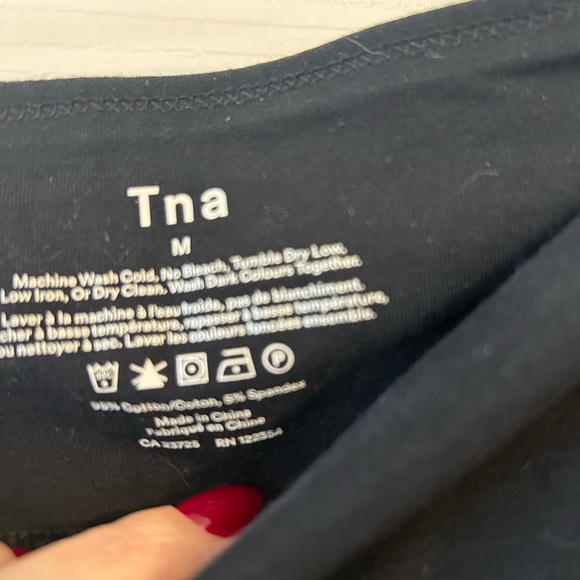 Tna
M
Machine Wash Cold, No Bleach, Tumble Dry Low,
Low Iron, Or Dry Clean, Wash Dark Colours Together.
Laver à la machine à l'eau froide, pas de blanchiment,
cher à basse température, repasser à basse température,
ou nettoyer à sec. Laver les couleurs foncées ensemble.
95% Cotton/Coton, 5% Spandex
Made in China
Fabriqué en Chine
CA 23725 RN